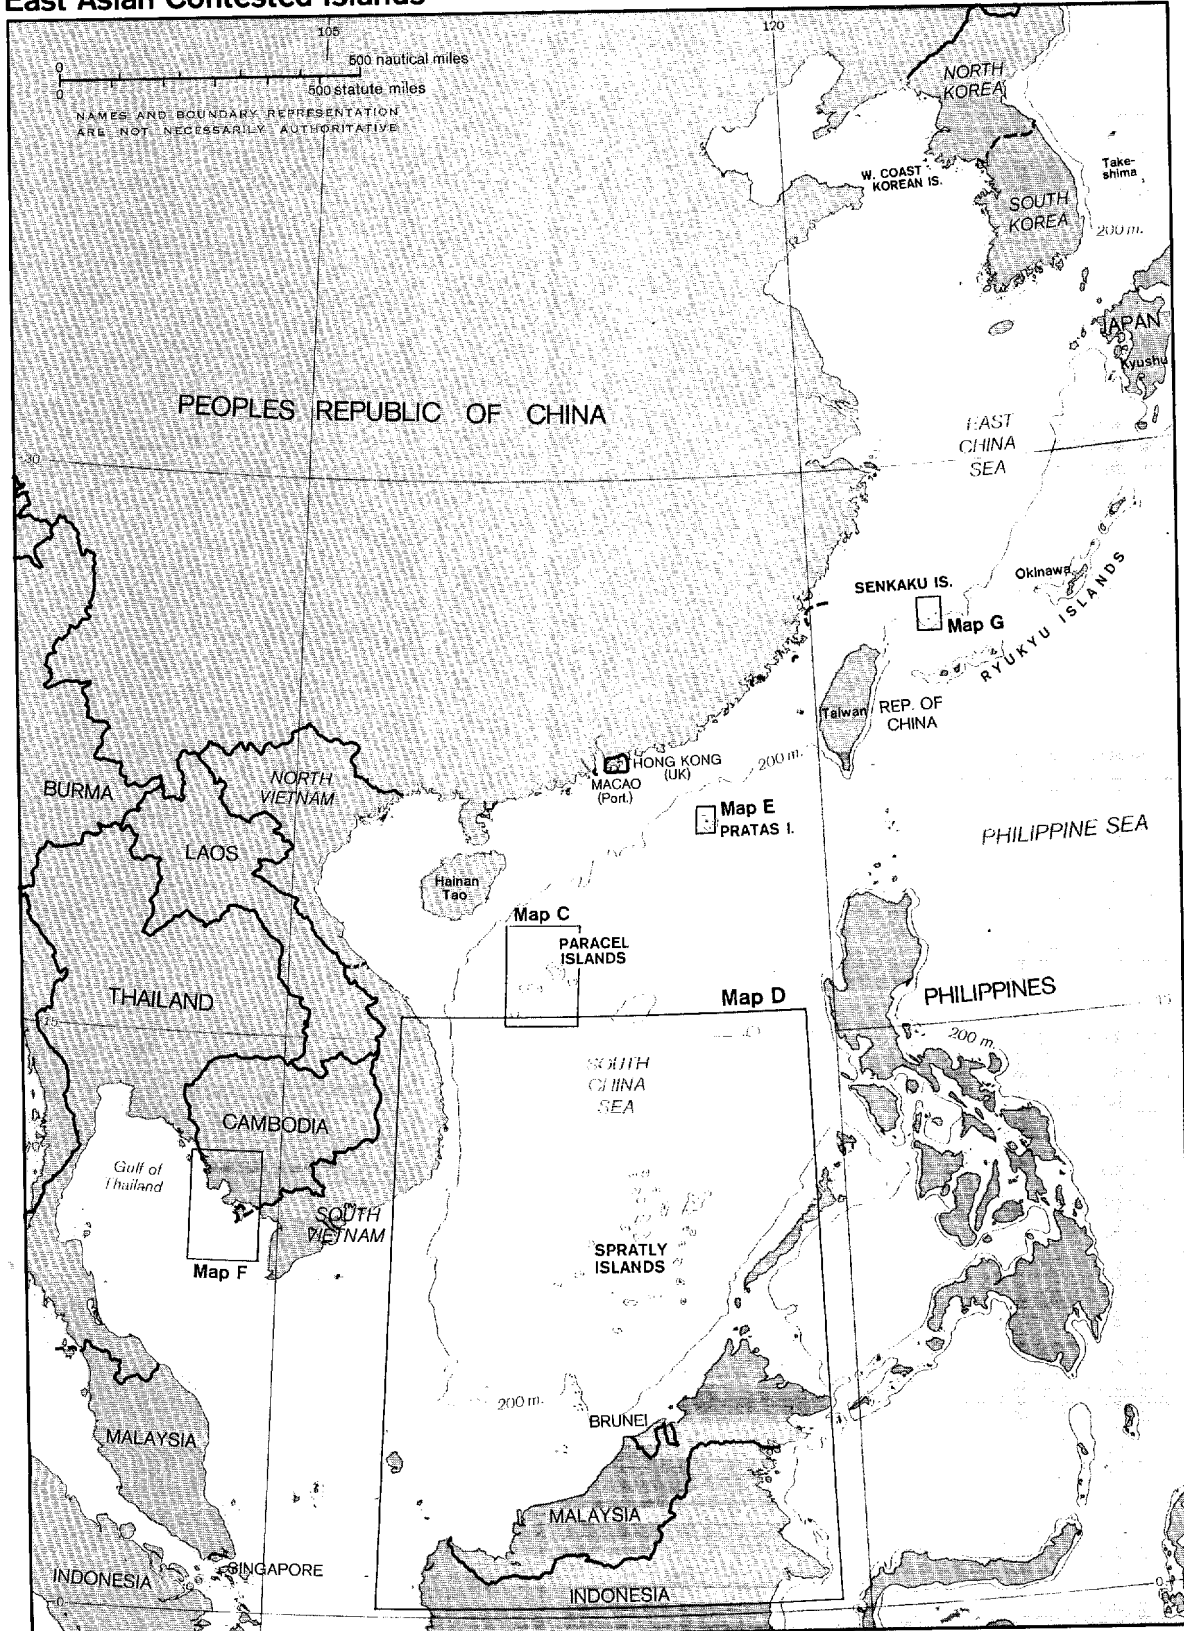 East Asian Contested Islands
105
120
0
500 nautical miles
0
500 statute miles
NAMES AND BOUNDARY REPRESENTATION
ARE NOT NECESSARILY AUTHORITATIVE
NORTH
KOREA
W. COAST
KOREAN IS.
Take-
shima
SOUTH
KOREA
200 m.
JAPAN
Kyushu
PEOPLES REPUBLIC OF CHINA
EAST
CHINA
SEA
30
SENKAKU IS.
Map G
Okinawa
RYUKYU ISLANDS
Taiwan
REP. OF
CHINA
200 m.
HONG KONG
(UK)
MACAO
(Port.)
Map E
PRATAS I.
PHILIPPINE SEA
BURMA
NORTH
VIETNAM
LAOS
Hainan
Tao
Map C
PARACEL
ISLANDS
THAILAND
Map D
PHILIPPINES
15
15
200 m.
SOUTH
CHINA
SEA
CAMBODIA
Gulf of
Thailand
SOUTH
VIETNAM
Map F
SPRATLY
ISLANDS
200 m.
BRUNEI
MALAYSIA
MALAYSIA
SINGAPORE
INDONESIA
INDONESIA
0
0